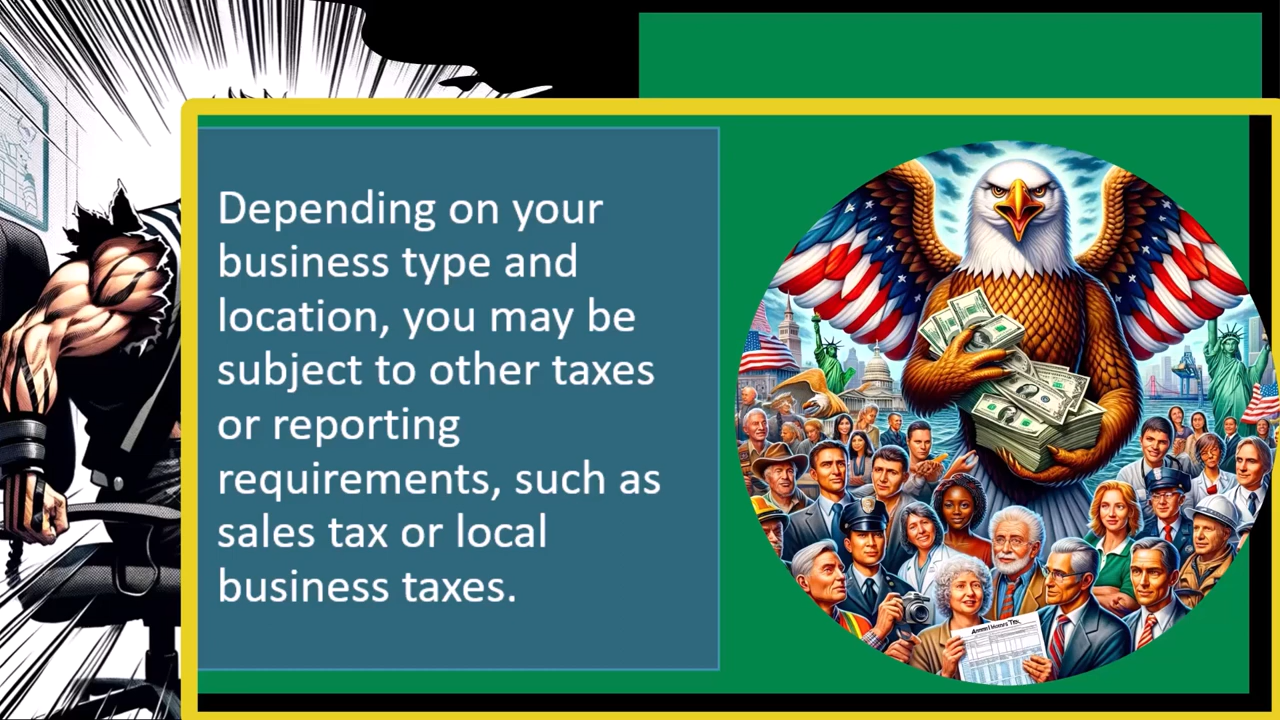 Depending on your
business type and
location, you may be
subject to other taxes
or reporting
requirements, such as
sales tax or local
business taxes.